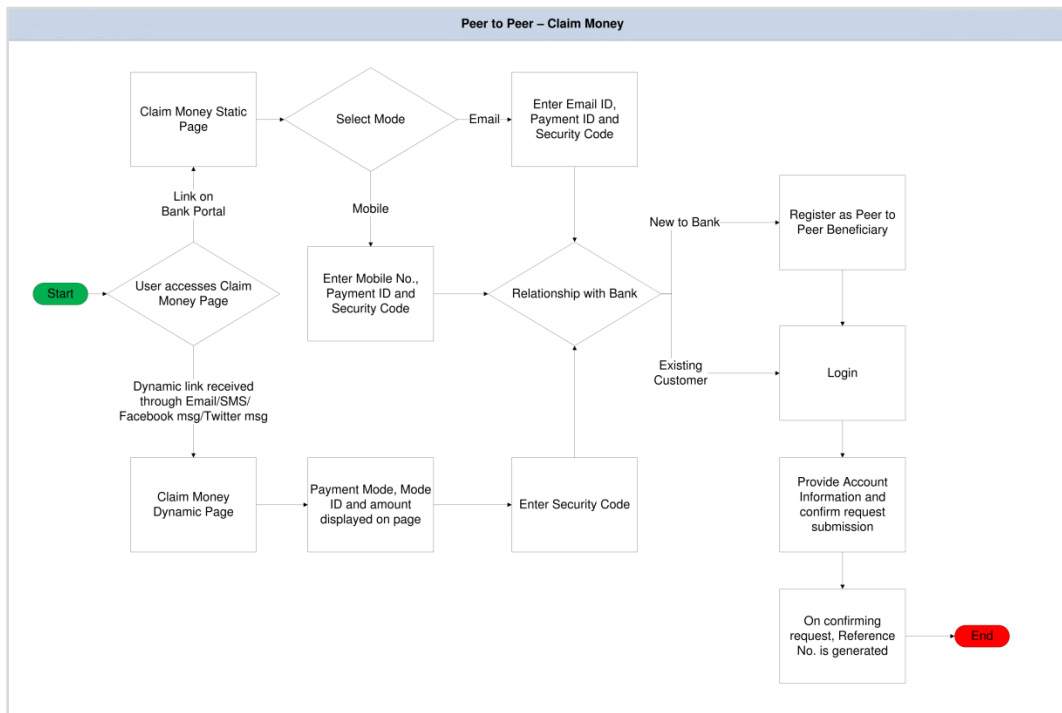 Peer to Peer – Claim Money
Claim Money Static
Page
Select Mode
Email
Enter Email ID,
Payment ID and
Security Code
Link on
Bank Portal
Mobile
New to Bank
Register as Peer to
Peer Beneficiary
Start
User accesses Claim
Money Page
Enter Mobile No.,
Payment ID and
Security Code
Relationship with Bank
Existing
Customer
Login
Dynamic link received
through Email/SMS/
Facebook msg/Twitter msg
Claim Money
Dynamic Page
Payment Mode, Mode
ID and amount
displayed on page
Enter Security Code
Provide Account
Information and
confirm request
submission
On confirming
request, Reference
No. is generated
End